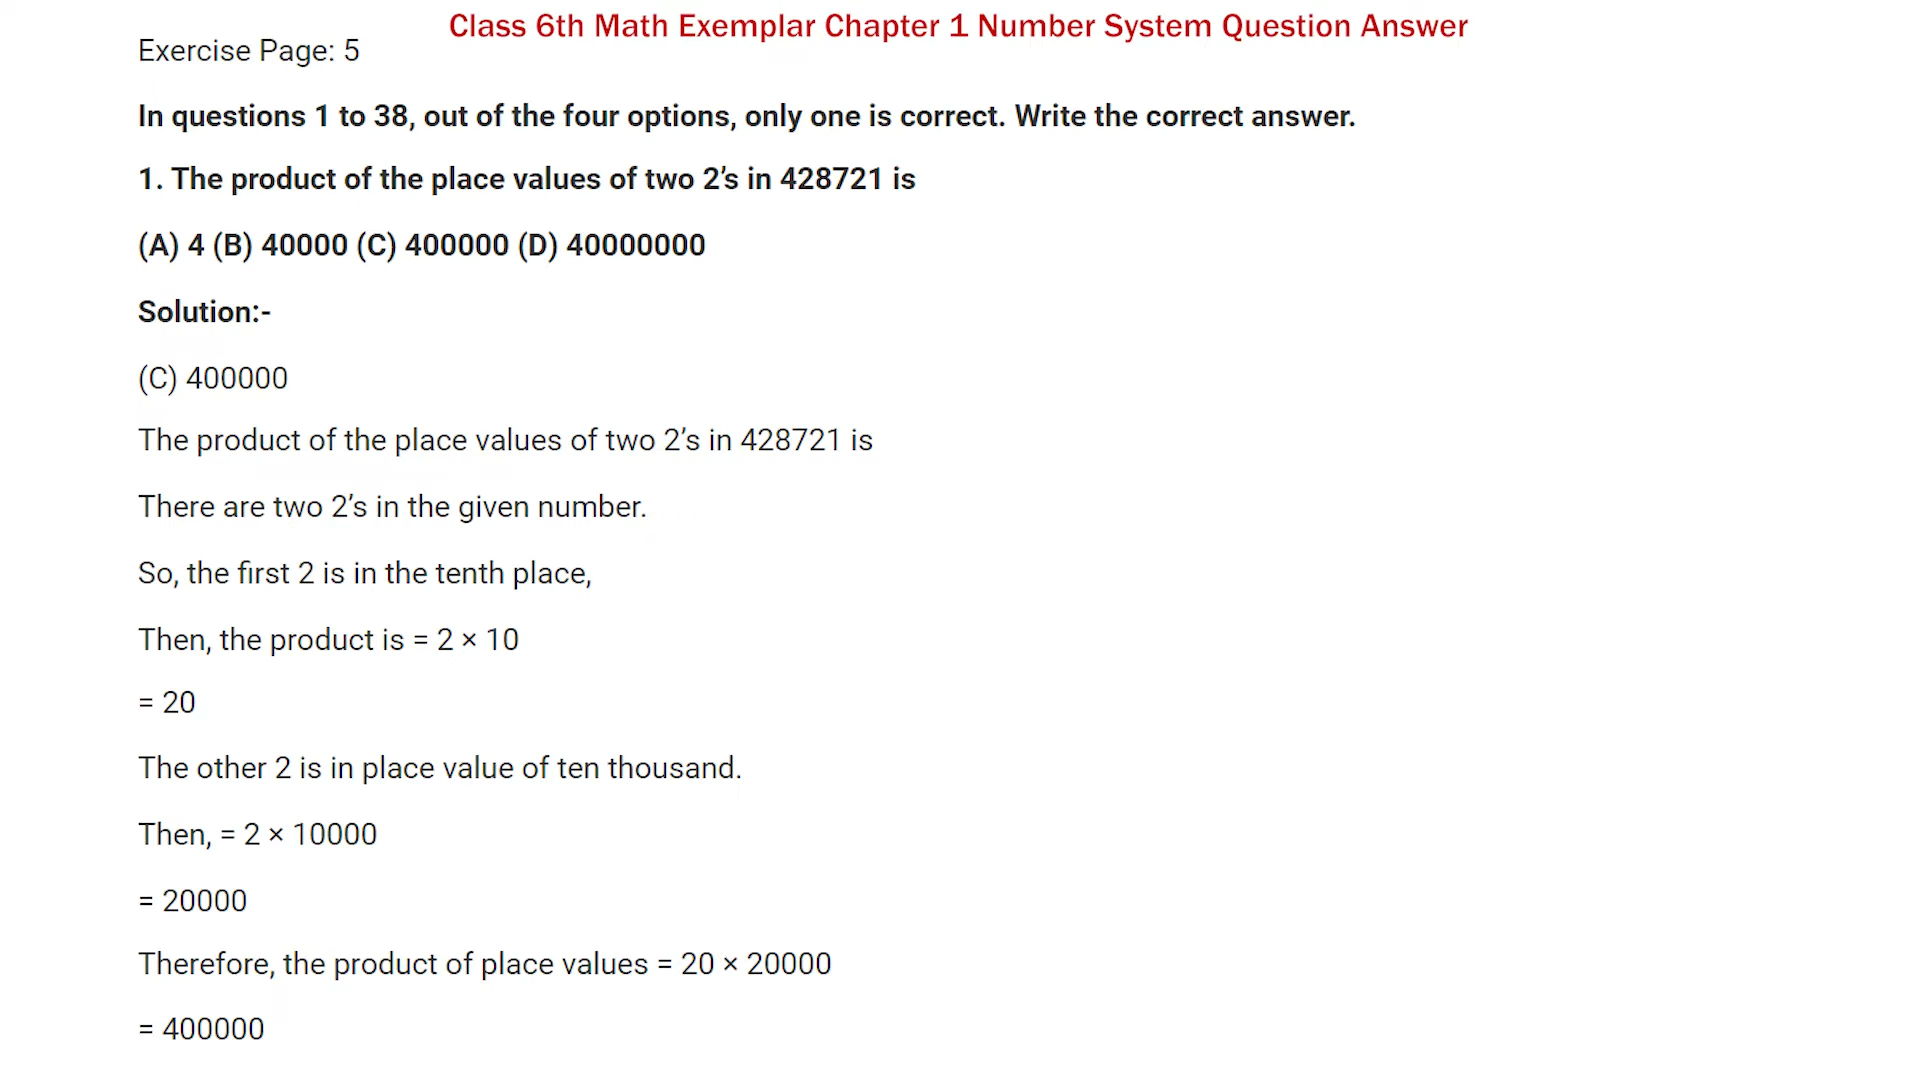 Class 6th Math Exemplar Chapter 1 Number System Question Answer
Exercise Page: 5
In questions 1 to 38, out of the four options, only one is correct. Write the correct answer.
1. The product of the place values of two 2’s in 428721 is
(A) 4 (B) 40000 (C) 400000 (D) 40000000
Solution:-
(C) 400000
The product of the place values of two 2’s in 428721 is
There are two 2’s in the given number.
So, the first 2 is in the tenth place,
Then, the product is = 2 × 10
= 20
The other 2 is in place value of ten thousand.
Then, = 2 × 10000
= 20000
Therefore, the product of place values = 20 × 20000
= 400000